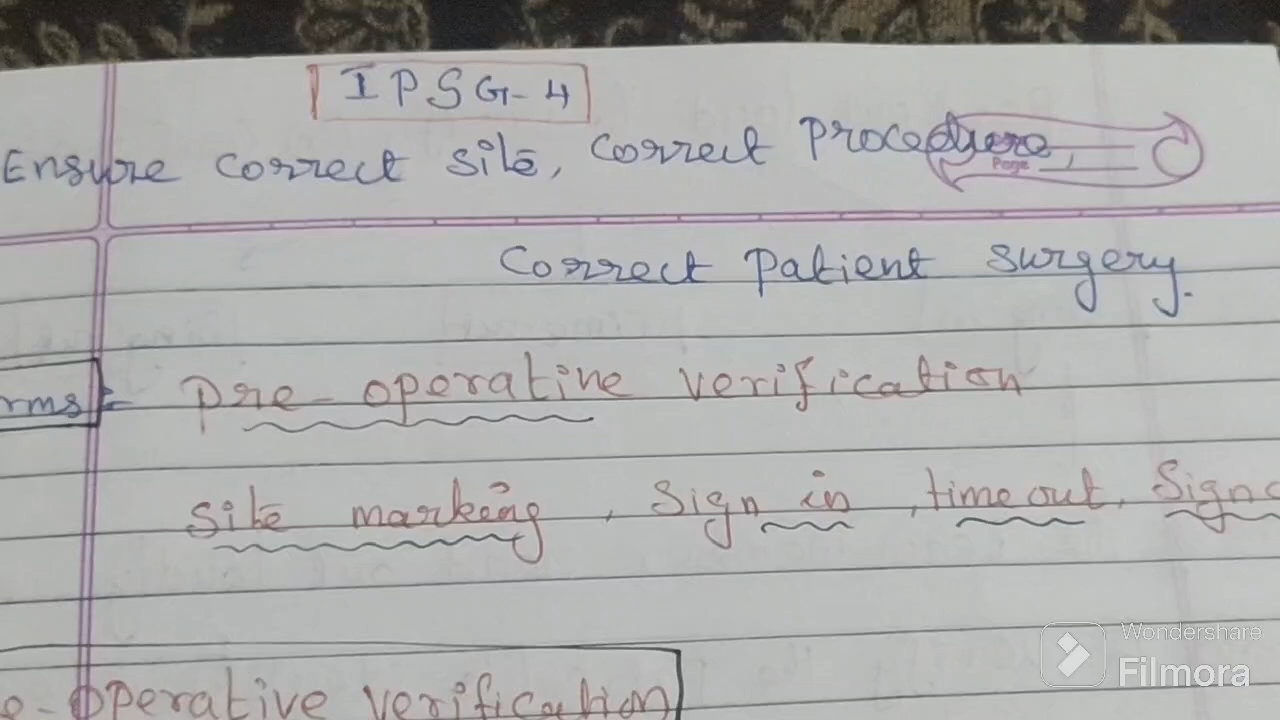 IPSG-4
Ensure correct site, correct procedure,
Page
correct patient surgery.
rms:- Pre-operative verification
site marking, sign in, time out, Signo
e-operative verification
Wondershare
Filmora